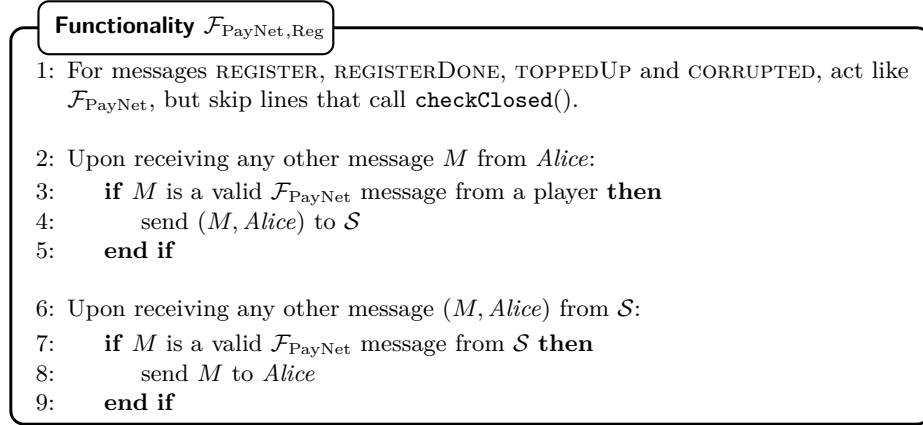 Functionality F_PayNet,Reg
1: For messages REGISTER, REGISTERDONE, TOPPEDUP and CORRUPTED, act like
F_PayNet, but skip lines that call checkClosed().
2: Upon receiving any other message M from Alice:
3: if M is a valid F_PayNet message from a player then
4: send (M, Alice) to S
5: end if
6: Upon receiving any other message (M, Alice) from S:
7: if M is a valid F_PayNet message from S then
8: send M to Alice
9: end if